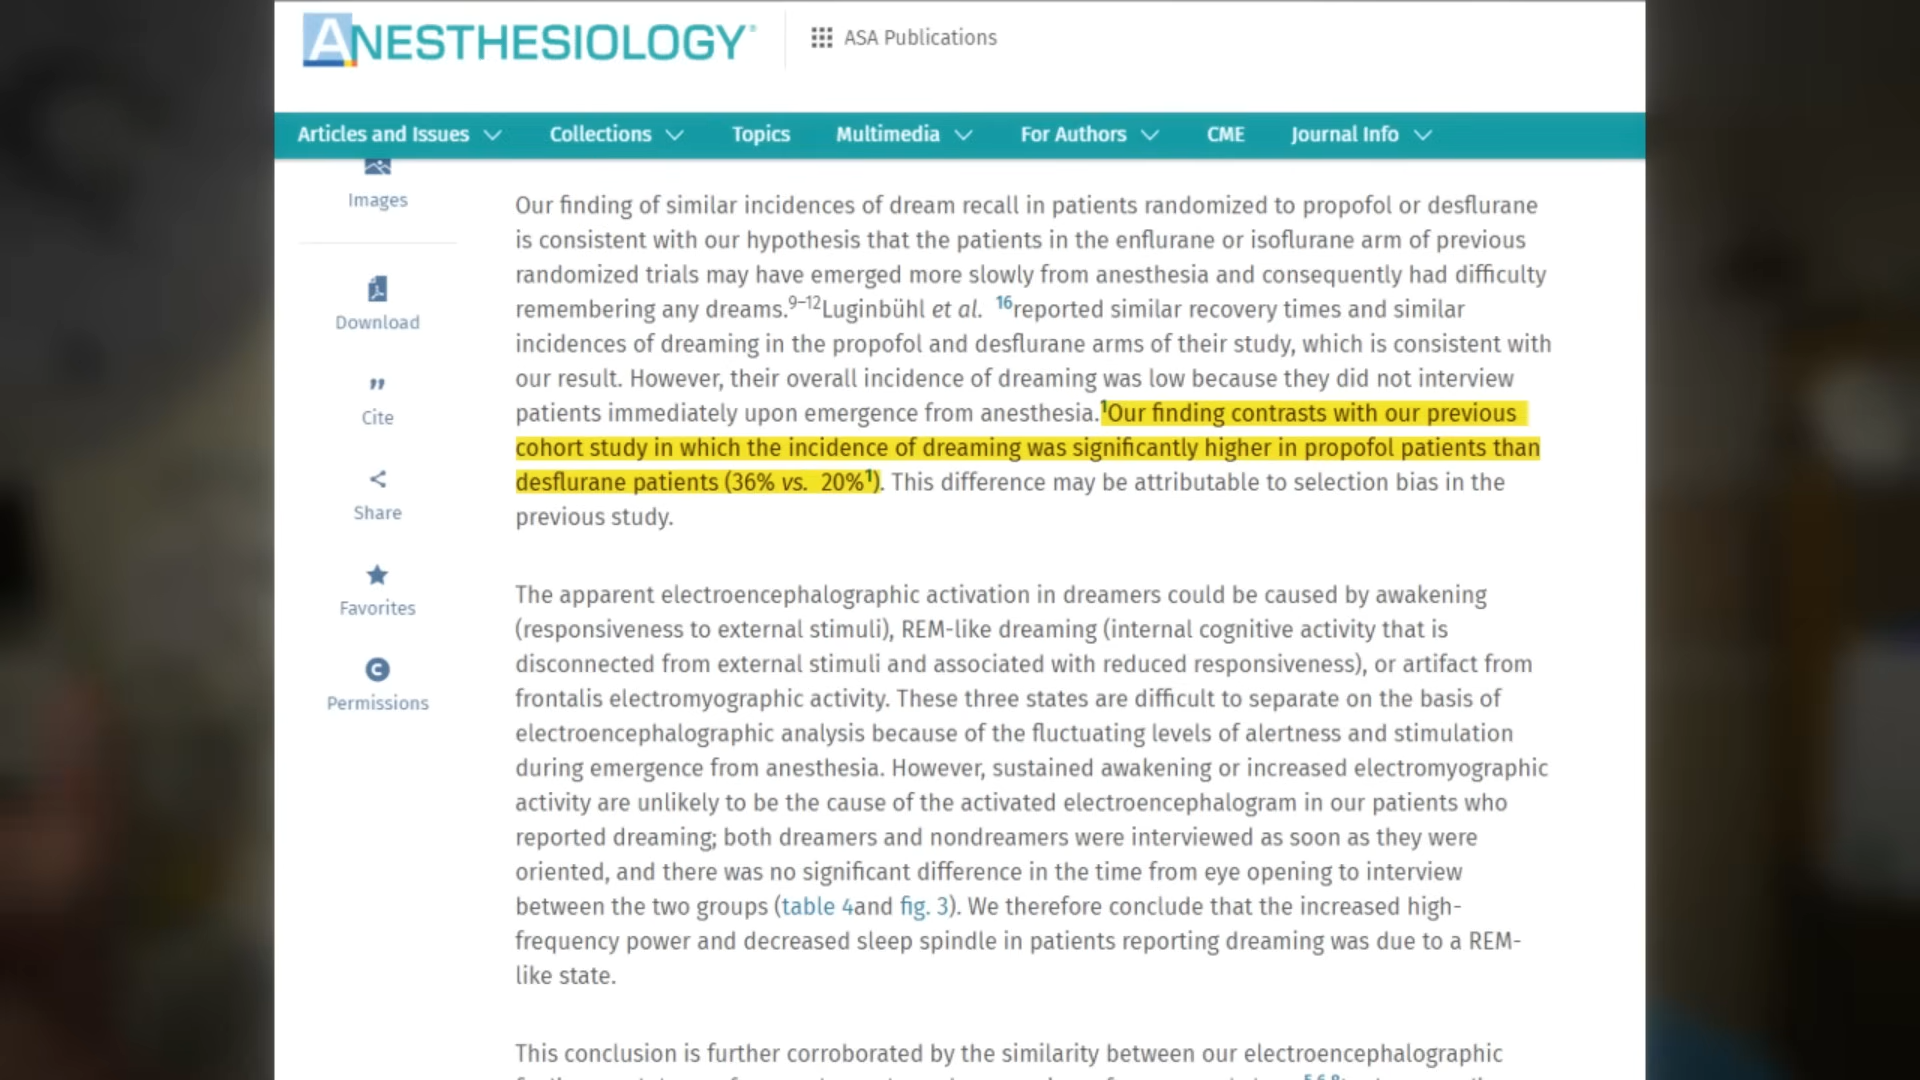 ANESTHESIOLOGY®
ASA Publications
Articles and Issues
Collections
Topics
Multimedia
For Authors
CME
Journal Info
Images
Download
Cite
Share
Favorites
Permissions
Our finding of similar incidences of dream recall in patients randomized to propofol or desflurane
is consistent with our hypothesis that the patients in the enflurane or isoflurane arm of previous
randomized trials may have emerged more slowly from anesthesia and consequently had difficulty
remembering any dreams.9–12Luginbühl et al. 16reported similar recovery times and similar
incidences of dreaming in the propofol and desflurane arms of their study, which is consistent with
our result. However, their overall incidence of dreaming was low because they did not interview
patients immediately upon emergence from anesthesia.1Our finding contrasts with our previous
cohort study in which the incidence of dreaming was significantly higher in propofol patients than
desflurane patients (36% vs. 20%1). This difference may be attributable to selection bias in the
previous study.
The apparent electroencephalographic activation in dreamers could be caused by awakening
(responsiveness to external stimuli), REM-like dreaming (internal cognitive activity that is
disconnected from external stimuli and associated with reduced responsiveness), or artifact from
frontalis electromyographic activity. These three states are difficult to separate on the basis of
electroencephalographic analysis because of the fluctuating levels of alertness and stimulation
during emergence from anesthesia. However, sustained awakening or increased electromyographic
activity are unlikely to be the cause of the activated electroencephalogram in our patients who
reported dreaming; both dreamers and nondreamers were interviewed as soon as they were
oriented, and there was no significant difference in the time from eye opening to interview
between the two groups (table 4and fig. 3). We therefore conclude that the increased high-
frequency power and decreased sleep spindle in patients reporting dreaming was due to a REM-
like state.
This conclusion is further corroborated by the similarity between our electroencephalographic